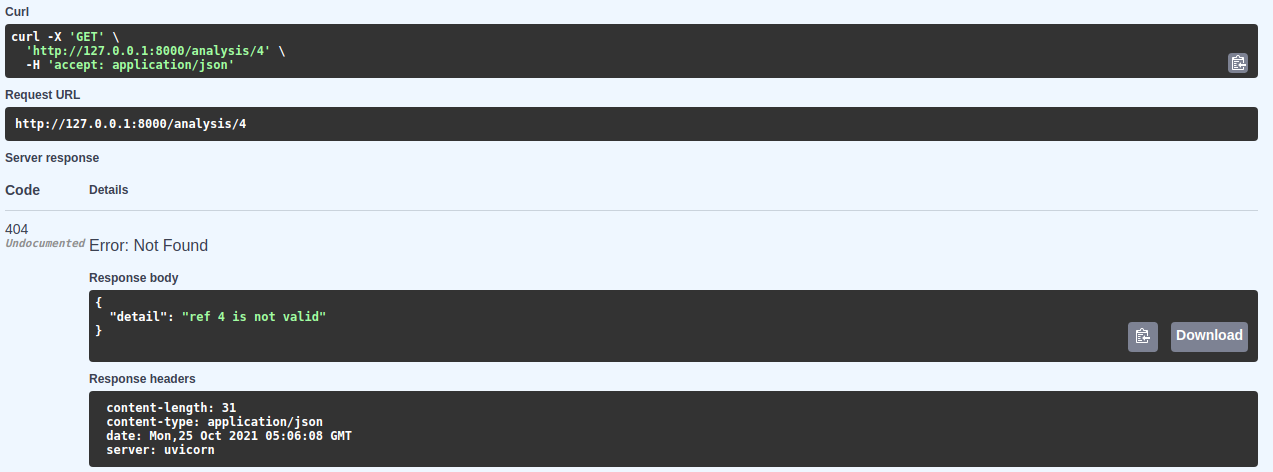 Curl
curl -X 'GET' \
  'http://127.0.0.1:8000/analysis/4' \
  -H 'accept: application/json'
Request URL
http://127.0.0.1:8000/analysis/4
Server response
Code Details
404
Undocumented Error: Not Found
Response body
{
  "detail": "ref 4 is not valid"
}
Download
Response headers
content-length: 31
content-type: application/json
date: Mon,25 Oct 2021 05:06:08 GMT
server: uvicorn